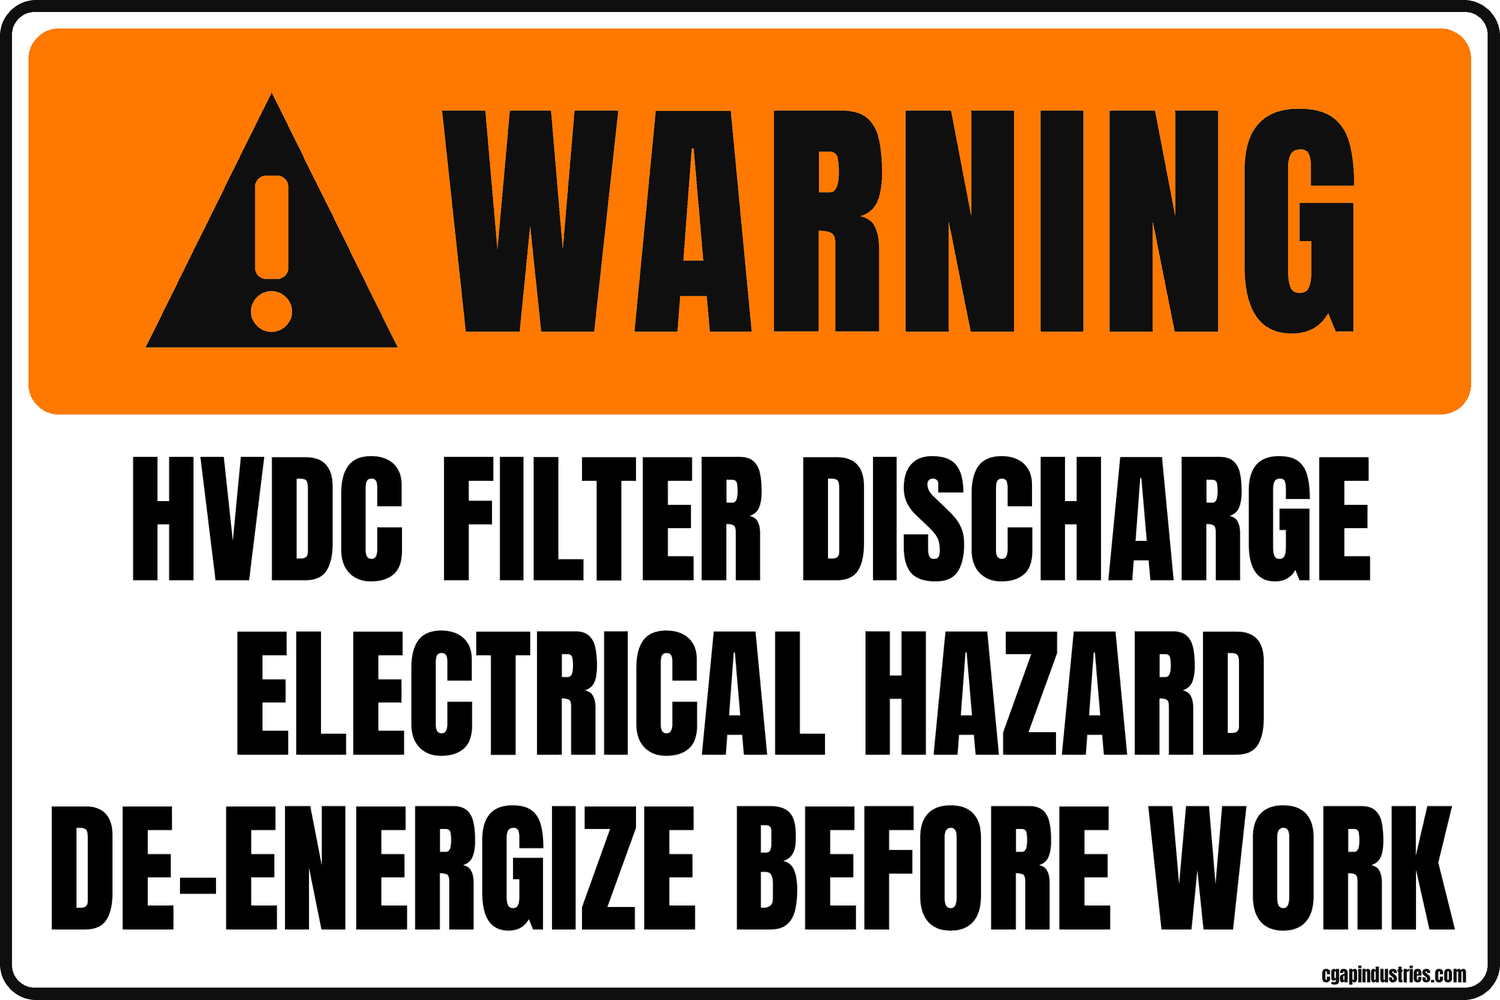 WARNING
HVDC FILTER DISCHARGE
ELECTRICAL HAZARD
DE-ENERGIZE BEFORE WORK
cgapindustries.com